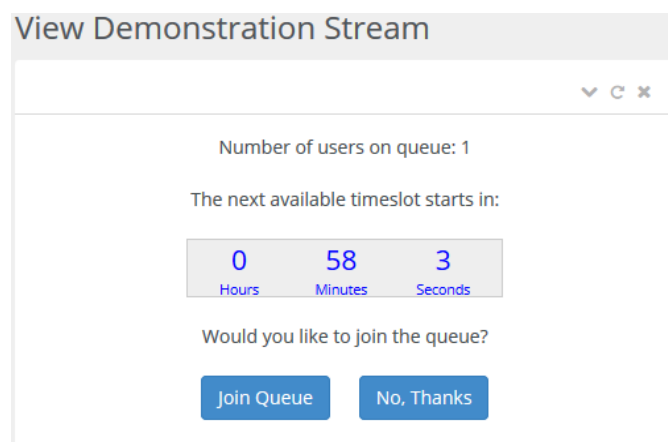 View Demonstration Stream
Number of users on queue: 1
The next available timeslot starts in:
0 58 3
Hours Minutes Seconds
Would you like to join the queue?
Join Queue No, Thanks